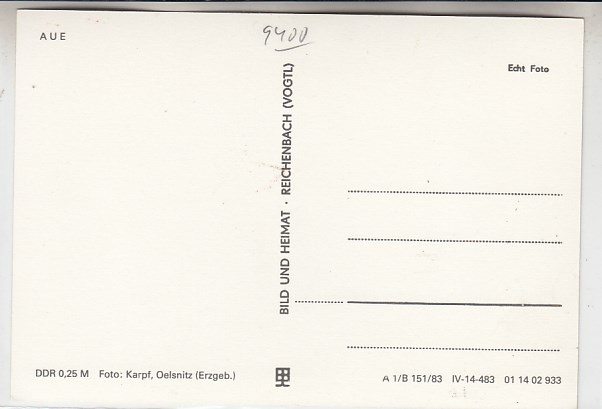 AUE
9400
Echt Foto
BILD UND HEIMAT · REICHENBACH (VOGTL)
DDR 0,25 M Foto: Karpf, Oelsnitz (Erzgeb.)
A 1/B 151/83 IV-14-483 01 14 02 933